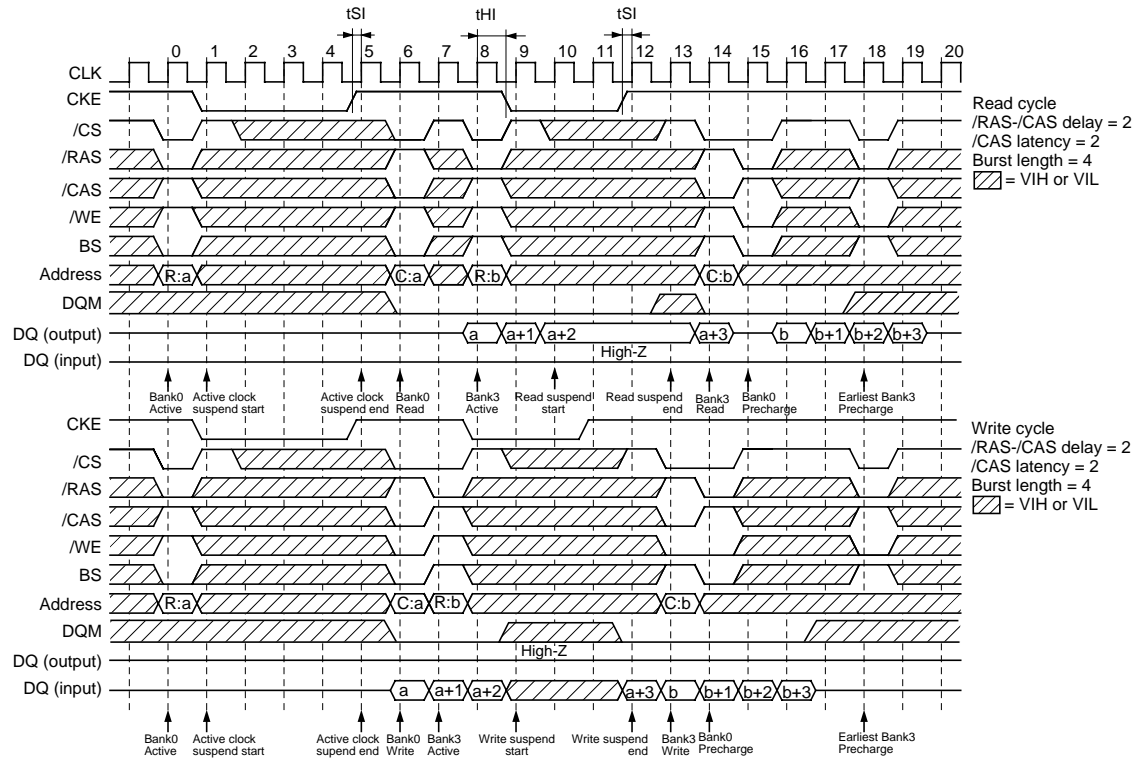 tSI tHI tSI
0 1 2 3 4 5 6 7 8 9 10 11 12 13 14 15 16 17 18 19 20
CLK
CKE
/CS
/RAS
/CAS
/WE
BS
Address R:a C:a R:b C:b
DQM
DQ (output) a a+1 a+2 a+3 b b+1 b+2 b+3
High-Z
DQ (input)
Bank0 Active
Active clock suspend start
Active clock suspend end
Bank0 Read
Bank3 Active
Read suspend start
Read suspend end
Bank3 Read
Bank0 Precharge
Earliest Bank3 Precharge
Read cycle
/RAS-/CAS delay = 2
/CAS latency = 2
Burst length = 4
= VIH or VIL
CKE
/CS
/RAS
/CAS
/WE
BS
Address R:a C:a R:b C:b
DQM
High-Z
DQ (output)
DQ (input) a a+1 a+2 a+3 b b+1 b+2 b+3
Bank0 Active
Active clock suspend start
Active clock supend end
Bank0 Write
Bank3 Active
Write suspend start
Write suspend end
Bank3 Write
Bank0 Precharge
Earliest Bank3 Precharge
Write cycle
/RAS-/CAS delay = 2
/CAS latency = 2
Burst length = 4
= VIH or VIL